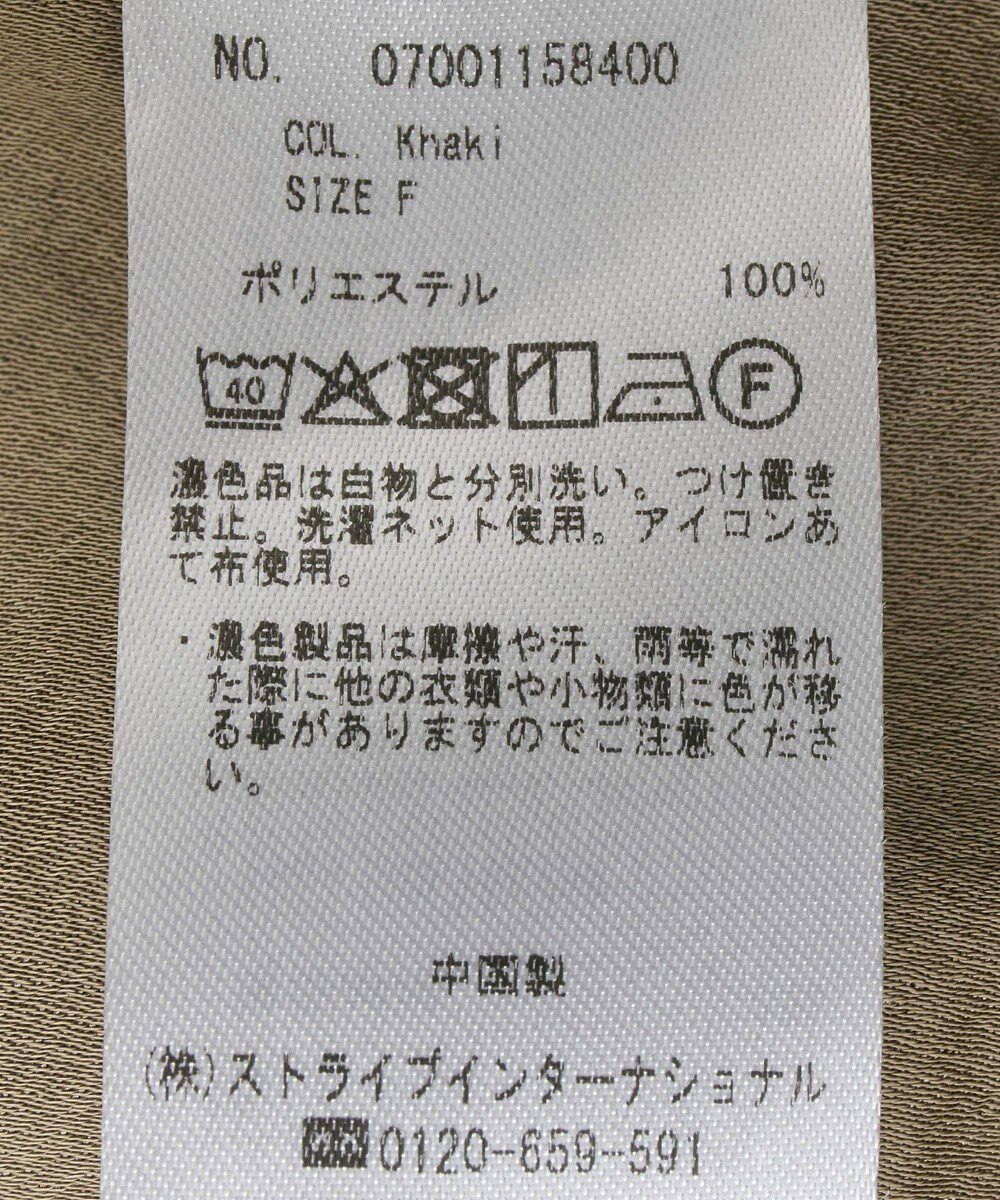 NO. 07001158400
COL. Khaki
SIZE F
ポリエステル 100%
40 F
濃色品は白物と分別洗い。つけ置き
禁止。洗濯ネット使用。アイロンあ
て布使用。
・濃色製品は摩擦や汗、雨等で濡れ
た際に他の衣類や小物類に色が移
る事がありますのでご注意くださ
い。
中国製
(株)ストライプインターナショナル
0120-659-591